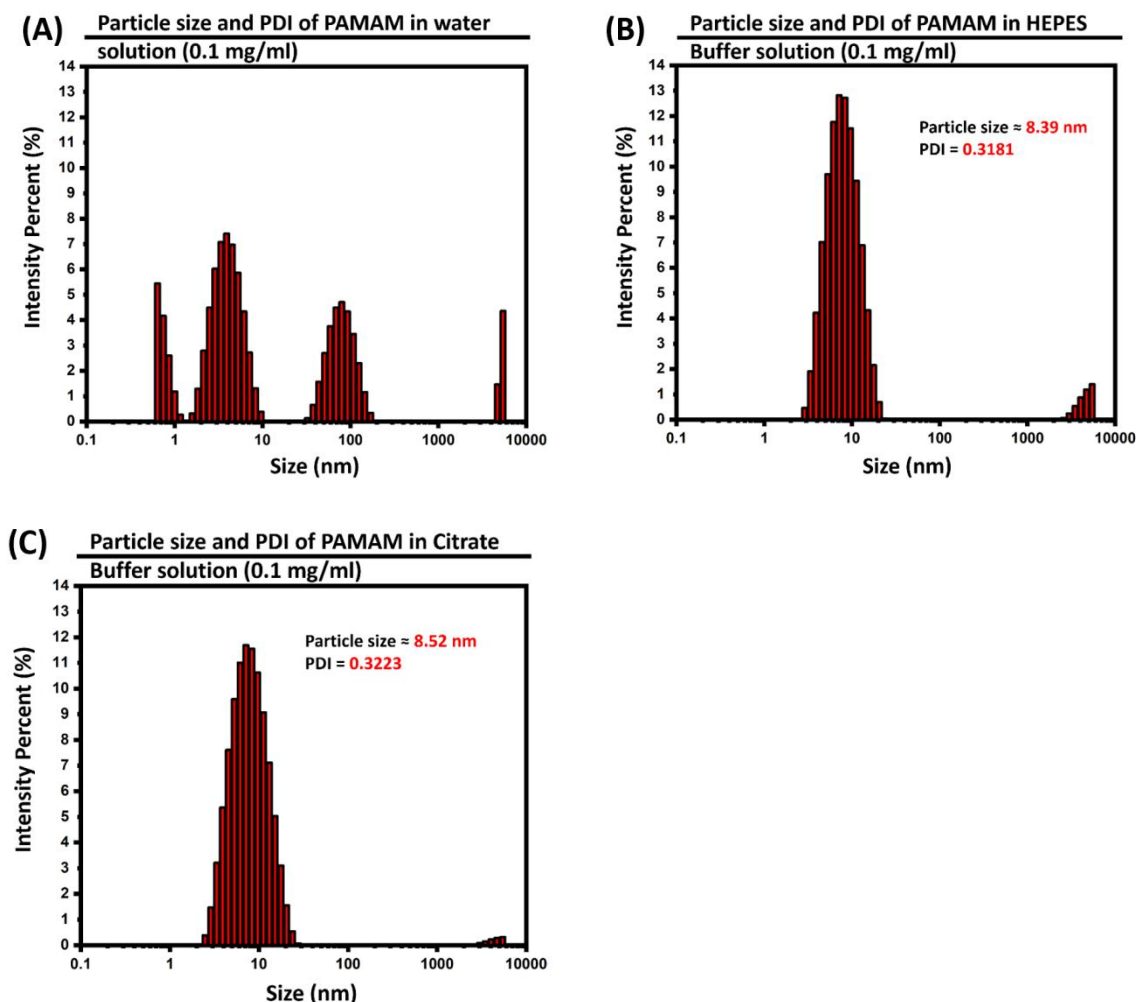 (A)
Particle size and PDI of PAMAM in water
solution (0.1 mg/ml)
14
13
12
11
10
9
8
7
6
5
4
3
2
1
0
Intensity Percent (%)
0.1 1 10 100 1000 10000
Size (nm)
(B)
Particle size and PDI of PAMAM in HEPES
Buffer solution (0.1 mg/ml)
14
13
12
11
10
9
8
7
6
5
4
3
2
1
0
Intensity Percent (%)
Particle size ≈ 8.39 nm
PDI = 0.3181
0.1 1 10 100 1000 10000
Size (nm)
(C)
Particle size and PDI of PAMAM in Citrate
Buffer solution (0.1 mg/ml)
14
13
12
11
10
9
8
7
6
5
4
3
2
1
0
Intensity Percent (%)
Particle size ≈ 8.52 nm
PDI = 0.3223
0.1 1 10 100 1000 10000
Size (nm)